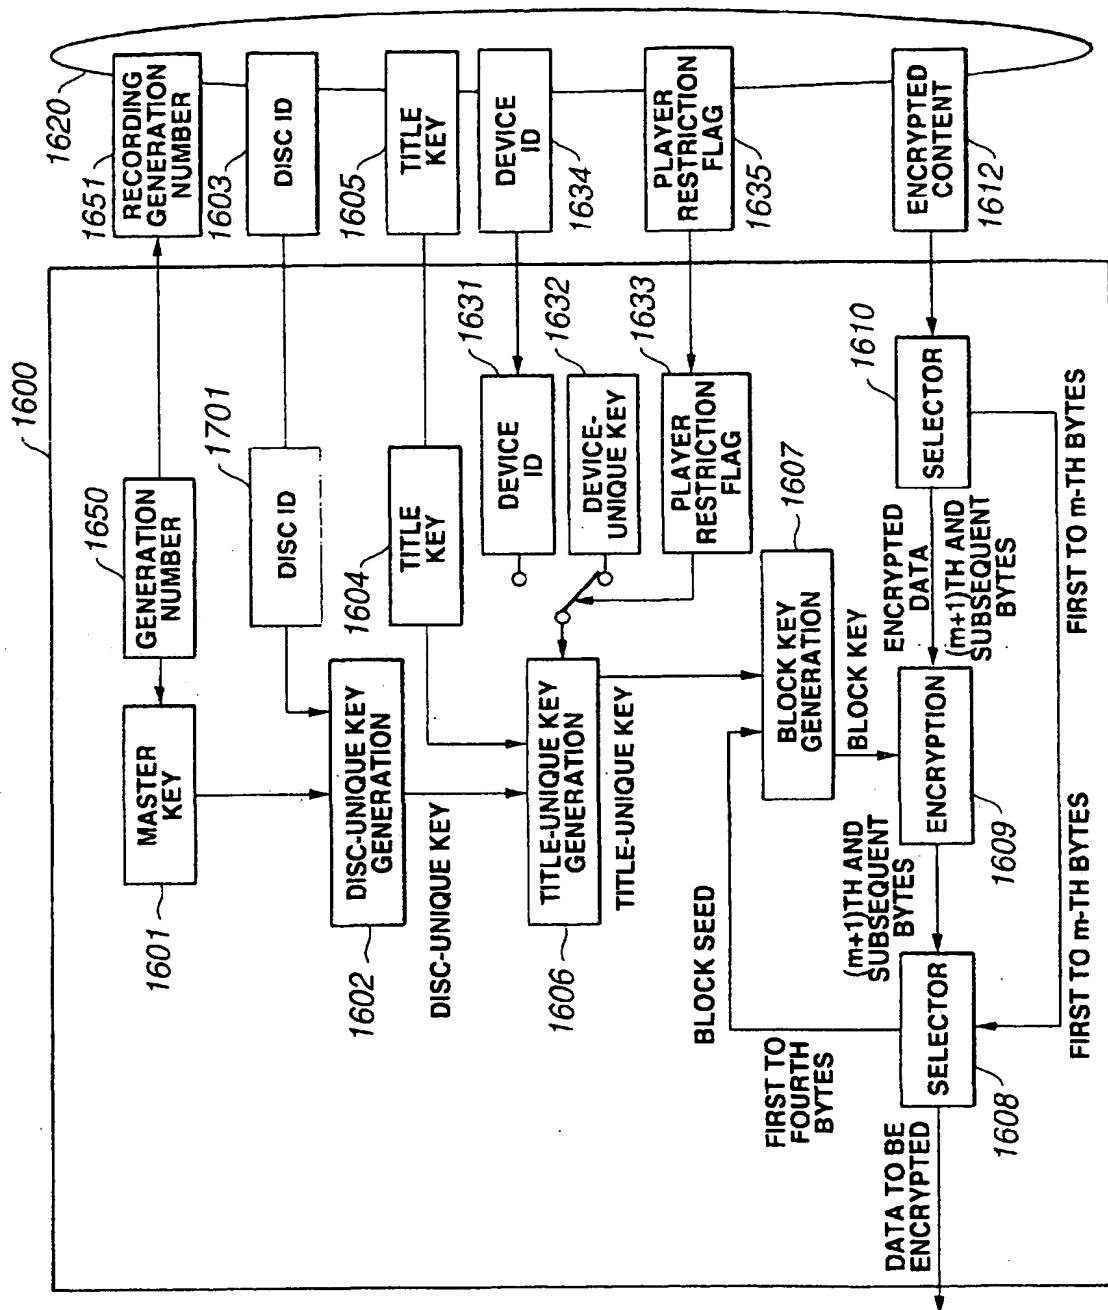 1620
1651
RECORDING
GENERATION
NUMBER
1603
DISC ID
1605
TITLE
KEY
DEVICE
ID
1634
PLAYER
RESTRICTION
FLAG
1635
ENCRYPTED
CONTENT
1612
1600
1650
GENERATION
NUMBER
1701
DISC ID
1604
TITLE
KEY
1631
DEVICE
ID
1632
DEVICE-
UNIQUE KEY
1633
PLAYER
RESTRICTION
FLAG
1610
SELECTOR
MASTER
KEY
1601
DISC-UNIQUE KEY
GENERATION
1602
DISC-UNIQUE KEY
TITLE-UNIQUE KEY
GENERATION
1606
TITLE-UNIQUE KEY
1607
BLOCK KEY
GENERATION
BLOCK KEY
ENCRYPTED
DATA
(m+1)TH AND
SUBSEQUENT
BYTES
FIRST TO m-TH BYTES
ENCRYPTION
1609
BLOCK SEED
(m+1)TH AND
SUBSEQUENT
BYTES
FIRST TO m-TH BYTES
FIRST TO
FOURTH
BYTES
SELECTOR
1608
DATA TO BE
ENCRYPTED